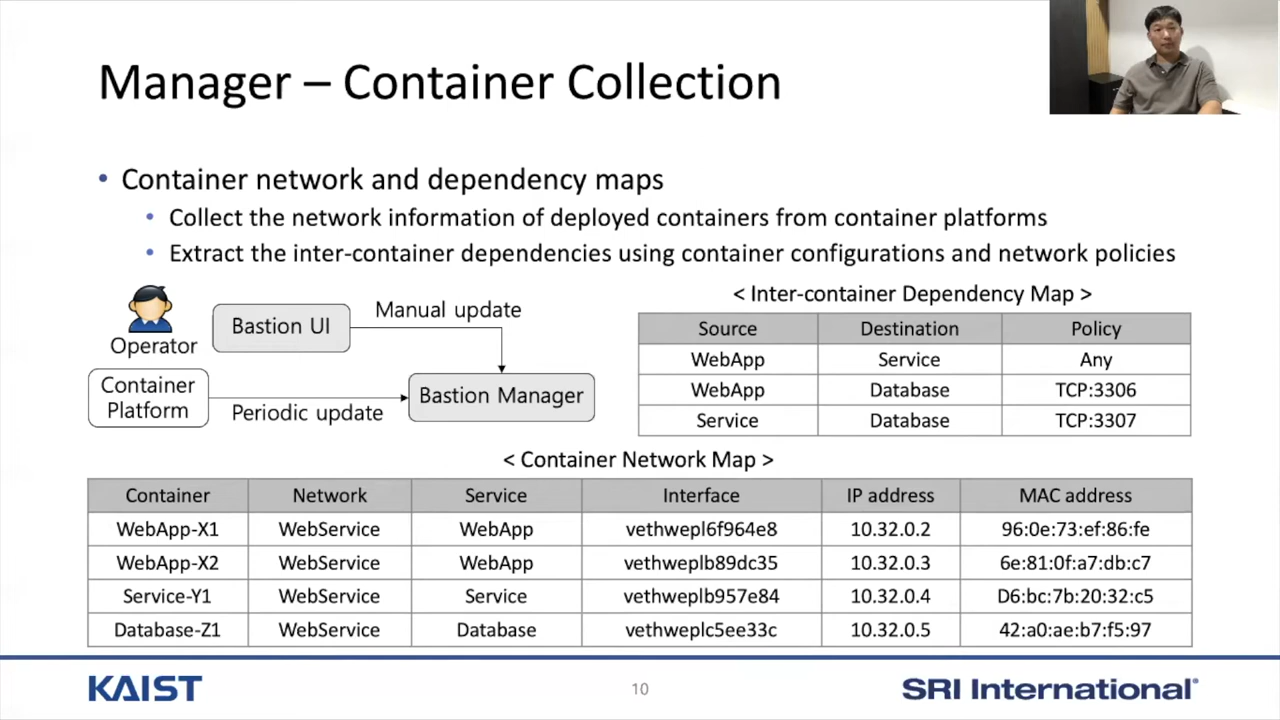 Manager – Container Collection
• Container network and dependency maps
• Collect the network information of deployed containers from container platforms
• Extract the inter-container dependencies using container configurations and network policies
Operator
Bastion UI
Manual update
Container
Platform
Periodic update
Bastion Manager
< Inter-container Dependency Map >
Source Destination Policy
WebApp Service Any
WebApp Database TCP:3306
Service Database TCP:3307
< Container Network Map >
Container Network Service Interface IP address MAC address
WebApp-X1 WebService WebApp vethwepl6f964e8 10.32.0.2 96:0e:73:ef:86:fe
WebApp-X2 WebService WebApp vethweplb89dc35 10.32.0.3 6e:81:0f:a7:db:c7
Service-Y1 WebService Service vethweplb957e84 10.32.0.4 D6:bc:7b:20:32:c5
Database-Z1 WebService Database vethweplc5ee33c 10.32.0.5 42:a0:ae:b7:f5:97
KAIST
10
SRI International®